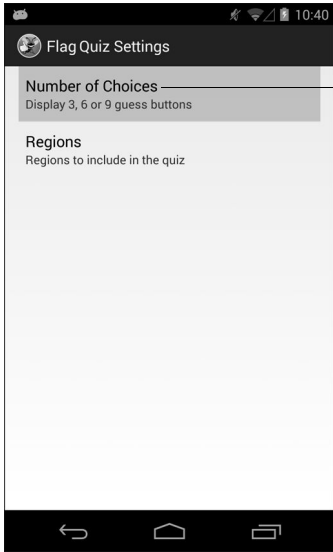 10:40
Flag Quiz Settings
Number of Choices
Display 3, 6 or 9 guess buttons
Regions
Regions to include in the quiz